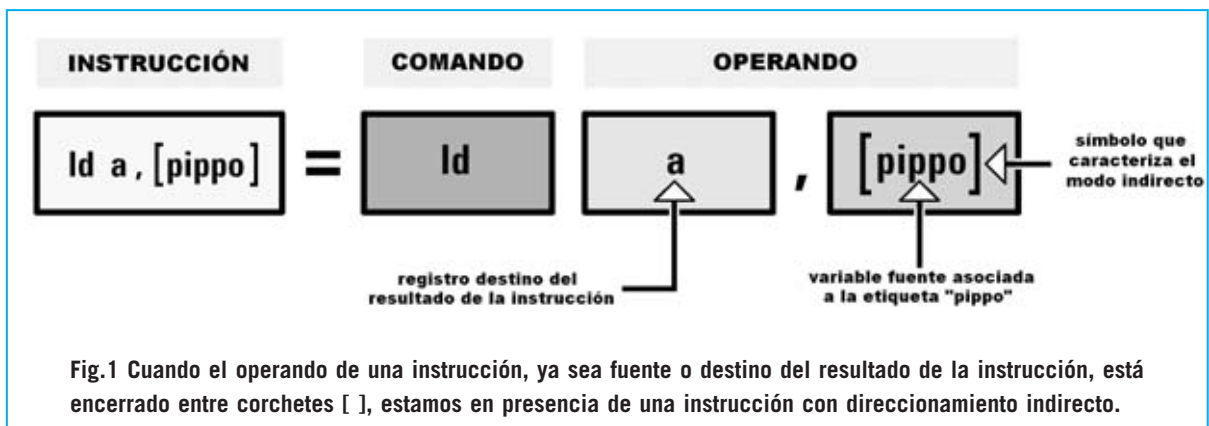 INSTRUCCIÓN COMANDO OPERANDO
ld a , [pippo] = ld a , [pippo]
símbolo que
caracteriza el
modo indirecto
registro destino del
resultado de la instrucción
variable fuente asociada
a la etiqueta "pippo"
Fig.1 Cuando el operando de una instrucción, ya sea fuente o destino del resultado de la instrucción, está
encerrado entre corchetes [ ], estamos en presencia de una instrucción con direccionamiento indirecto.